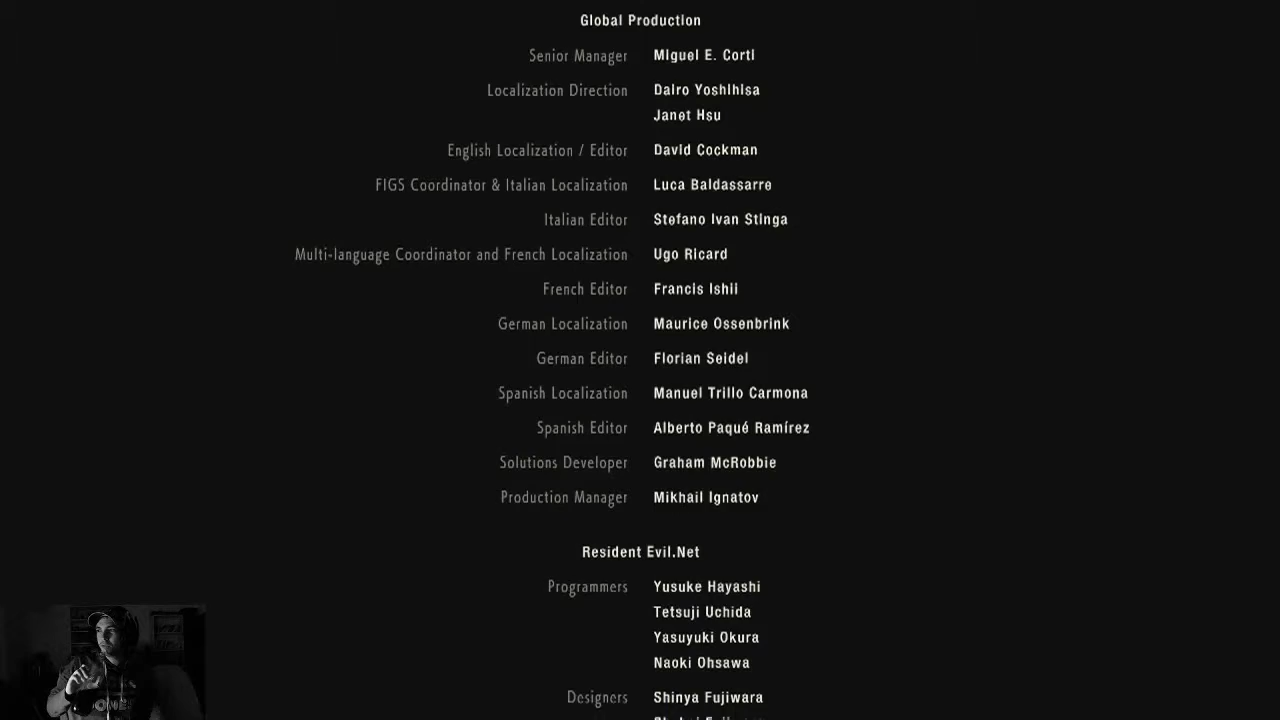 Global Production
Senior Manager Miguel E. Corti
Localization Direction Dairo Yoshihisa
Janet Hsu
English Localization / Editor David Cockman
FIGS Coordinator & Italian Localization Luca Baldassarre
Italian Editor Stefano Ivan Stinga
Multi-language Coordinator and French Localization Ugo Ricard
French Editor Francis Ishii
German Localization Maurice Ossenbrink
German Editor Florian Seidel
Spanish Localization Manuel Trillo Carmona
Spanish Editor Alberto Paqué Ramírez
Solutions Developer Graham McRobbie
Production Manager Mikhail Ignatov
Resident Evil.Net
Programmers Yusuke Hayashi
Tetsuji Uchida
Yasuyuki Okura
Naoki Ohsawa
Designers Shinya Fujiwara